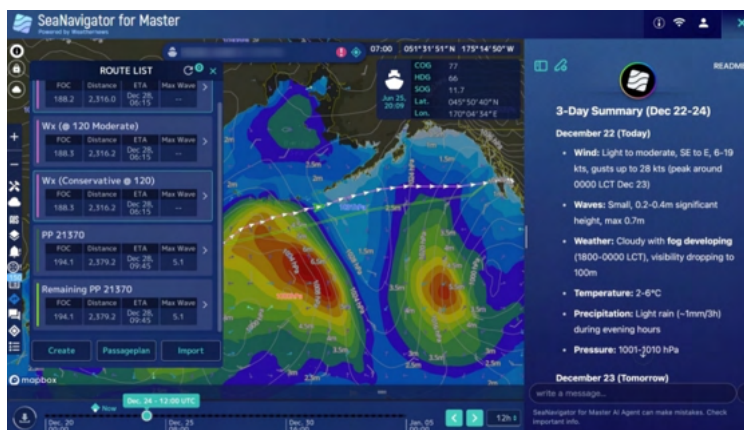 SeaNavigator for Master
Powered by Weathernews
07:00 051°31'51"N 175°14'50"W
ROUTE LIST
FOC Distance ETA Max Wave
188.2 2,316.0 Dec 28, 06:15 --
Wx (@ 120 Moderate)
FOC Distance ETA Max Wave
188.3 2,316.2 Dec 28, 06:15 --
Wx (Conservative @ 120)
FOC Distance ETA Max Wave
188.3 2,316.2 Dec 28, 06:15 --
PP 21370
FOC Distance ETA Max Wave
194.1 2,379.2 Dec 28, 09:45 5.1
Remaining PP 21370
FOC Distance ETA Max Wave
194.1 2,379.2 Dec 28, 09:45 5.1
Create Passageplan Import
mapbox
Jun 25, 20:09
COG 77
HDG 66
SOG 11.7
Lat. 045°50'40"N
Lon. 170°04'34"E
Now
Dec. 24 - 12:00 UTC
Dec. 20
Dec. 25
Dec. 30
Jan. 05
12h
README
3-Day Summary (Dec 22-24)
December 22 (Today)
• Wind: Light to moderate, SE to E, 6-19
kts, gusts up to 28 kts (peak around
0000 LCT Dec 23)
• Waves: Small, 0.2-0.4m significant
height, max 0.7m
• Weather: Cloudy with fog developing
(1800-0000 LCT), visibility dropping to
100m
• Temperature: 2-6°C
• Precipitation: Light rain (~1mm/3h)
during evening hours
• Pressure: 1001-1010 hPa
December 23 (Tomorrow)
write a message...
SeaNavigator for Master AI Agent can make mistakes. Check
important info.